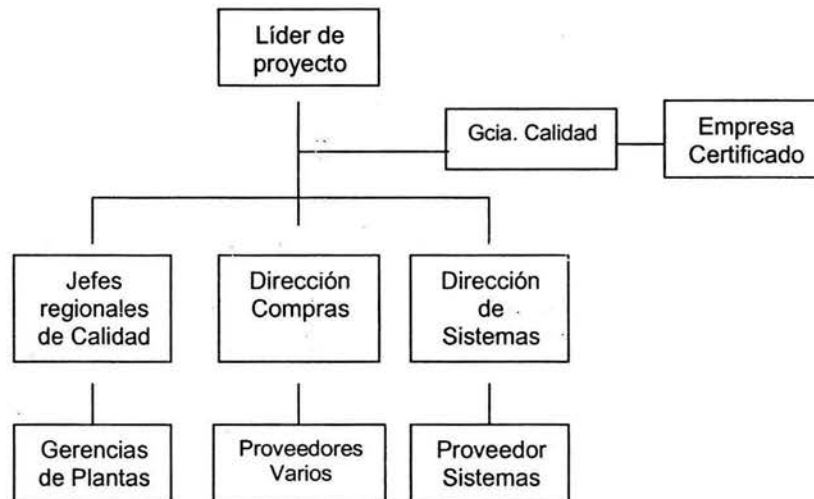 Líder de
proyecto
Gcia. Calidad
Empresa
Certificado
Jefes
regionales
de Calidad
Dirección
Compras
Dirección
de
Sistemas
Gerencias
de Plantas
Proveedores
Varios
Proveedor
Sistemas